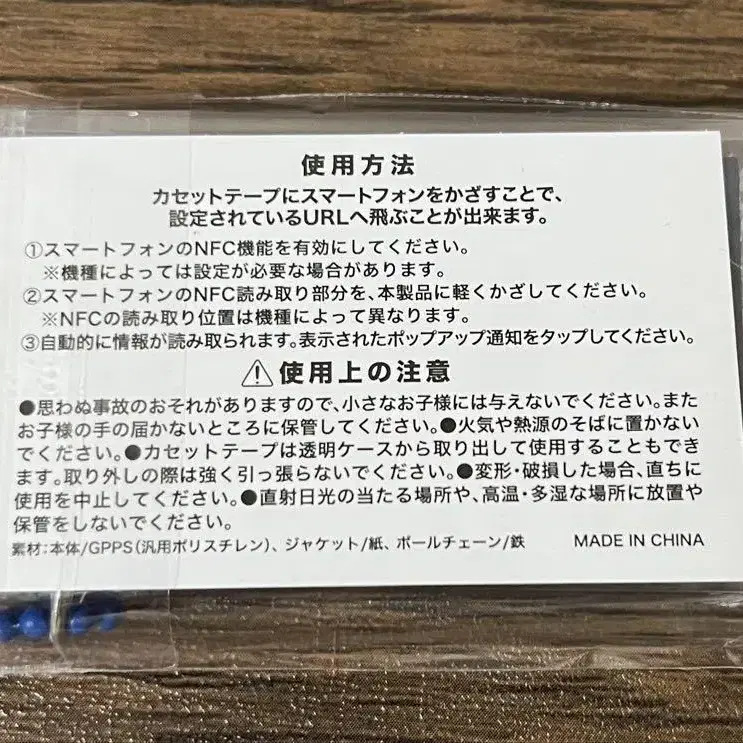 使用方法
カセットテープにスマートフォンをかざすことで、
設定されているURLへ飛ぶことが出来ます。
①スマートフォンのNFC機能を有効にしてください。
※機種によっては設定が必要な場合があります。
②スマートフォンのNFC読み取り部分を、本製品に軽くかざしてください。
※NFCの読み取り位置は機種によって異なります。
③自動的に情報が読み取られます。表示されたポップアップ通知をタップしてください。
⚠使用上の注意
●思わぬ事故のおそれがありますので、小さなお子様には与えないでください。また
お子様の手の届かないところに保管してください。●火気や熱源のそばに置かない
でください。●カセットテープは透明ケースから取り出して使用することもでき
ます。取り外しの際は強く引っ張らないでください。●変形・破損した場合、直ちに
使用を中止してください。●直射日光の当たる場所や、高温・多湿な場所に放置や
保管をしないでください。
素材:本体/GPPS(汎用ポリスチレン)、ジャケット/紙、ボールチェーン/鉄 MADE IN CHINA